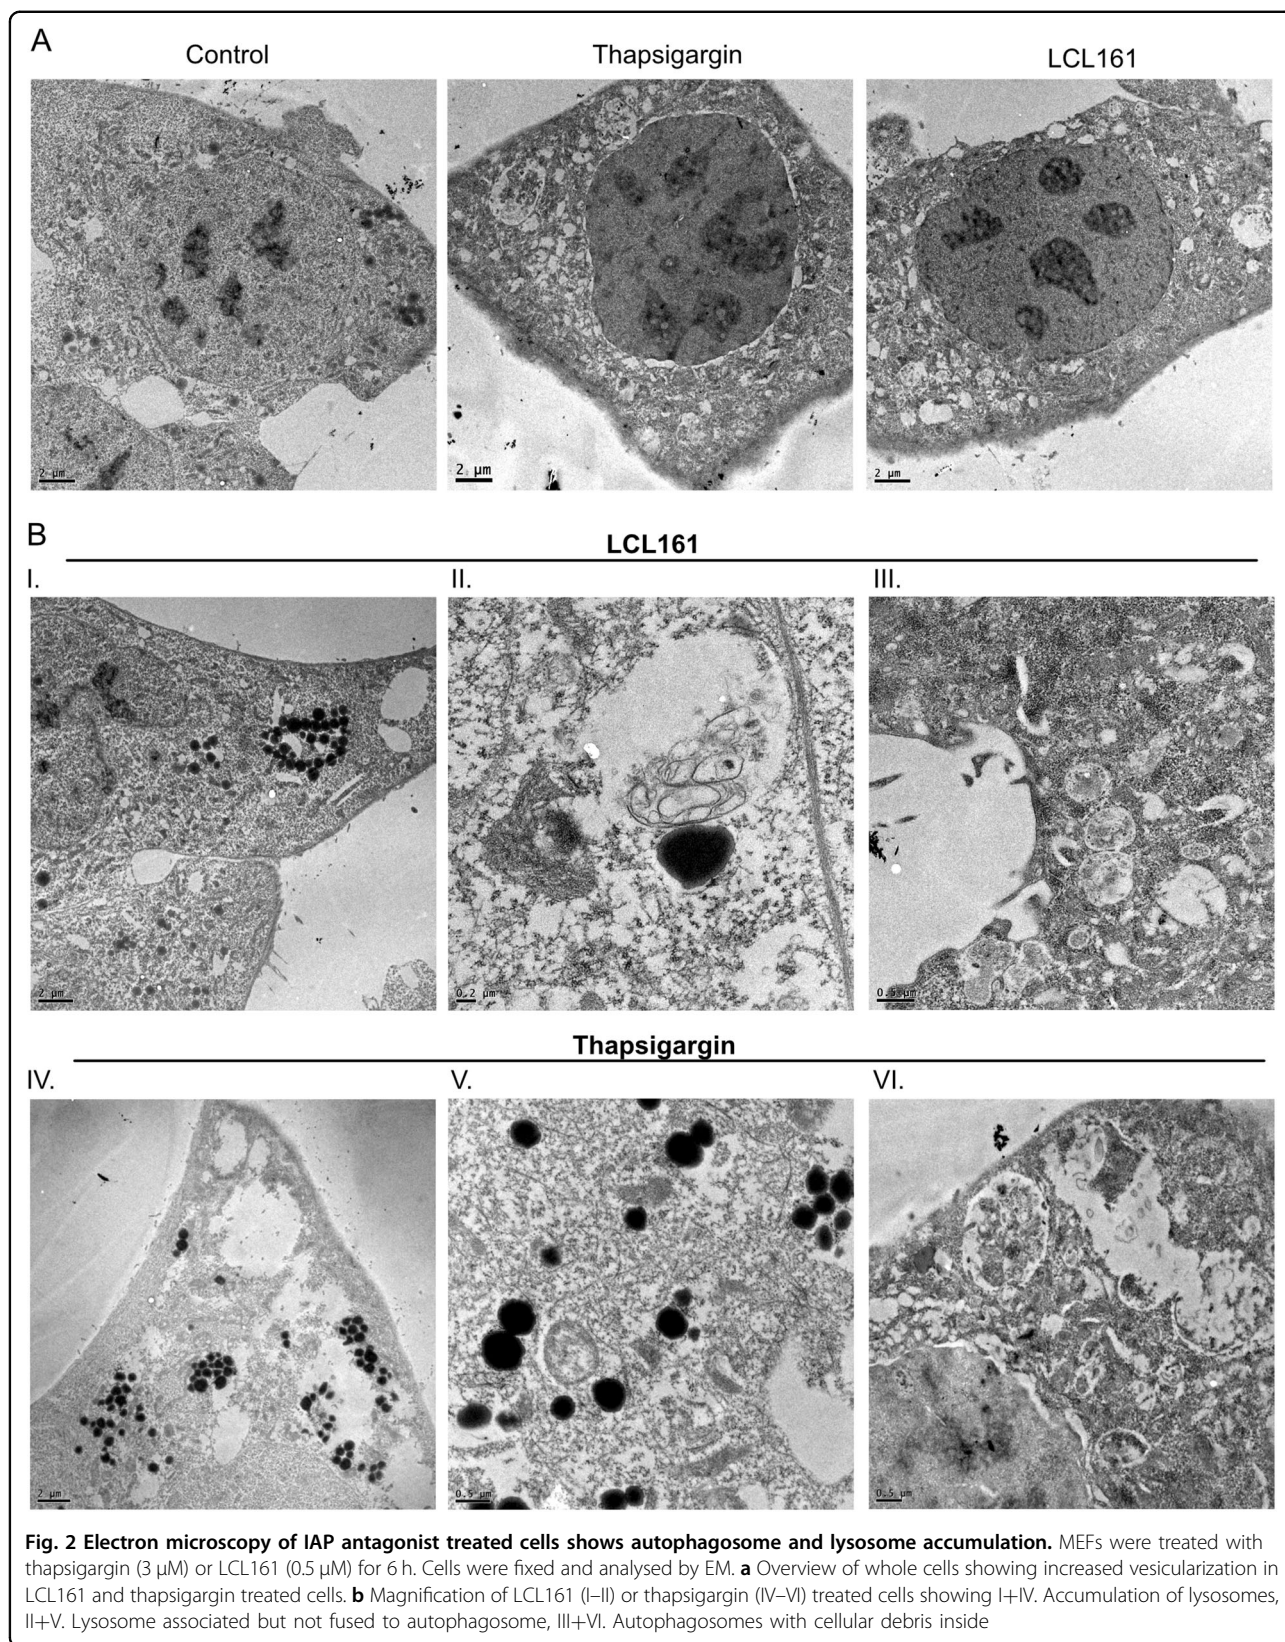 A
Control
Thapsigargin
LCL161
2 µm
2 µm
2 µm
B
LCL161
I.
II.
III.
2 µm
0.2 µm
0.5 µm
Thapsigargin
IV.
V.
VI.
2 µm
0.5 µm
0.5 µm
Fig. 2 Electron microscopy of IAP antagonist treated cells shows autophagosome and lysosome accumulation. MEFs were treated with
thapsigargin (3 µM) or LCL161 (0.5 µM) for 6 h. Cells were fixed and analysed by EM. a Overview of whole cells showing increased vesicularization in
LCL161 and thapsigargin treated cells. b Magnification of LCL161 (I–II) or thapsigargin (IV–VI) treated cells showing I+IV. Accumulation of lysosomes,
II+V. Lysosome associated but not fused to autophagosome, III+VI. Autophagosomes with cellular debris inside